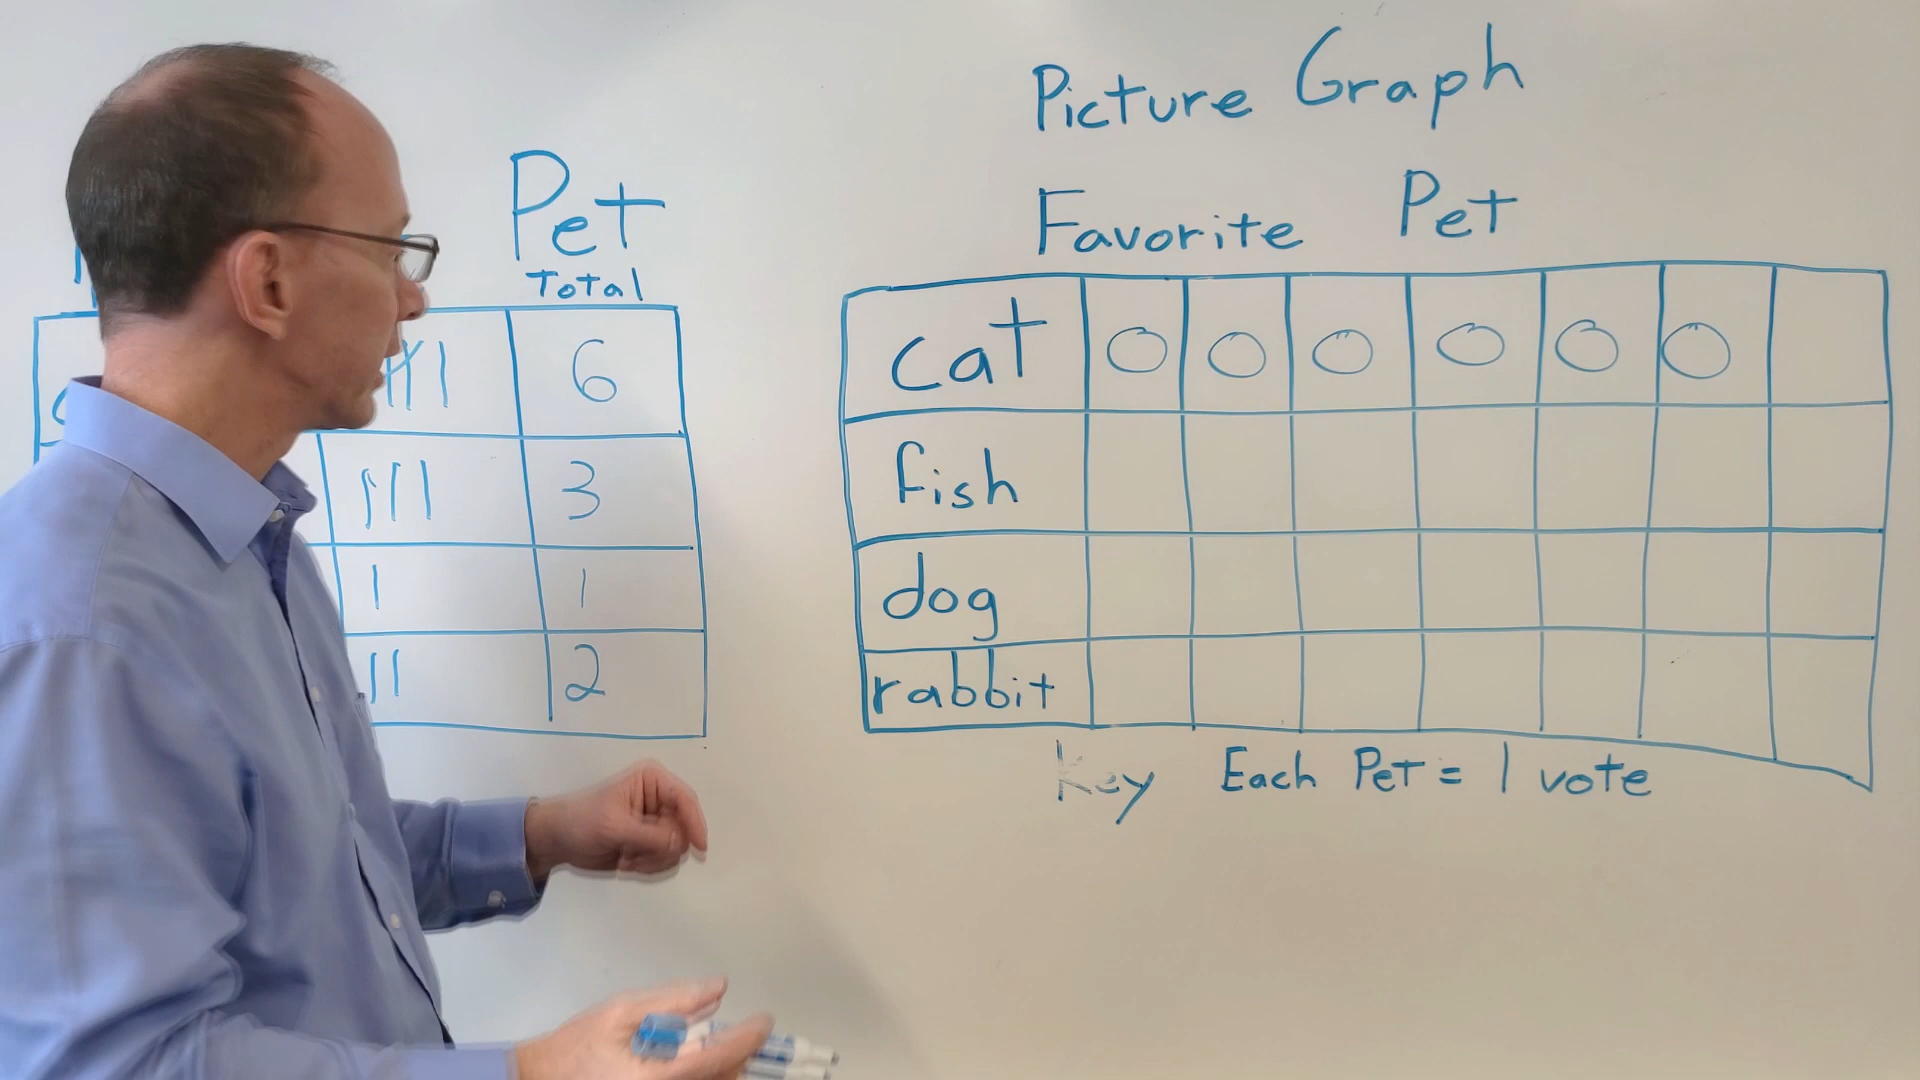 Pet
Total
6
3
1
2
Picture Graph
Favorite Pet
cat
fish
dog
rabbit
Key Each Pet = 1 vote